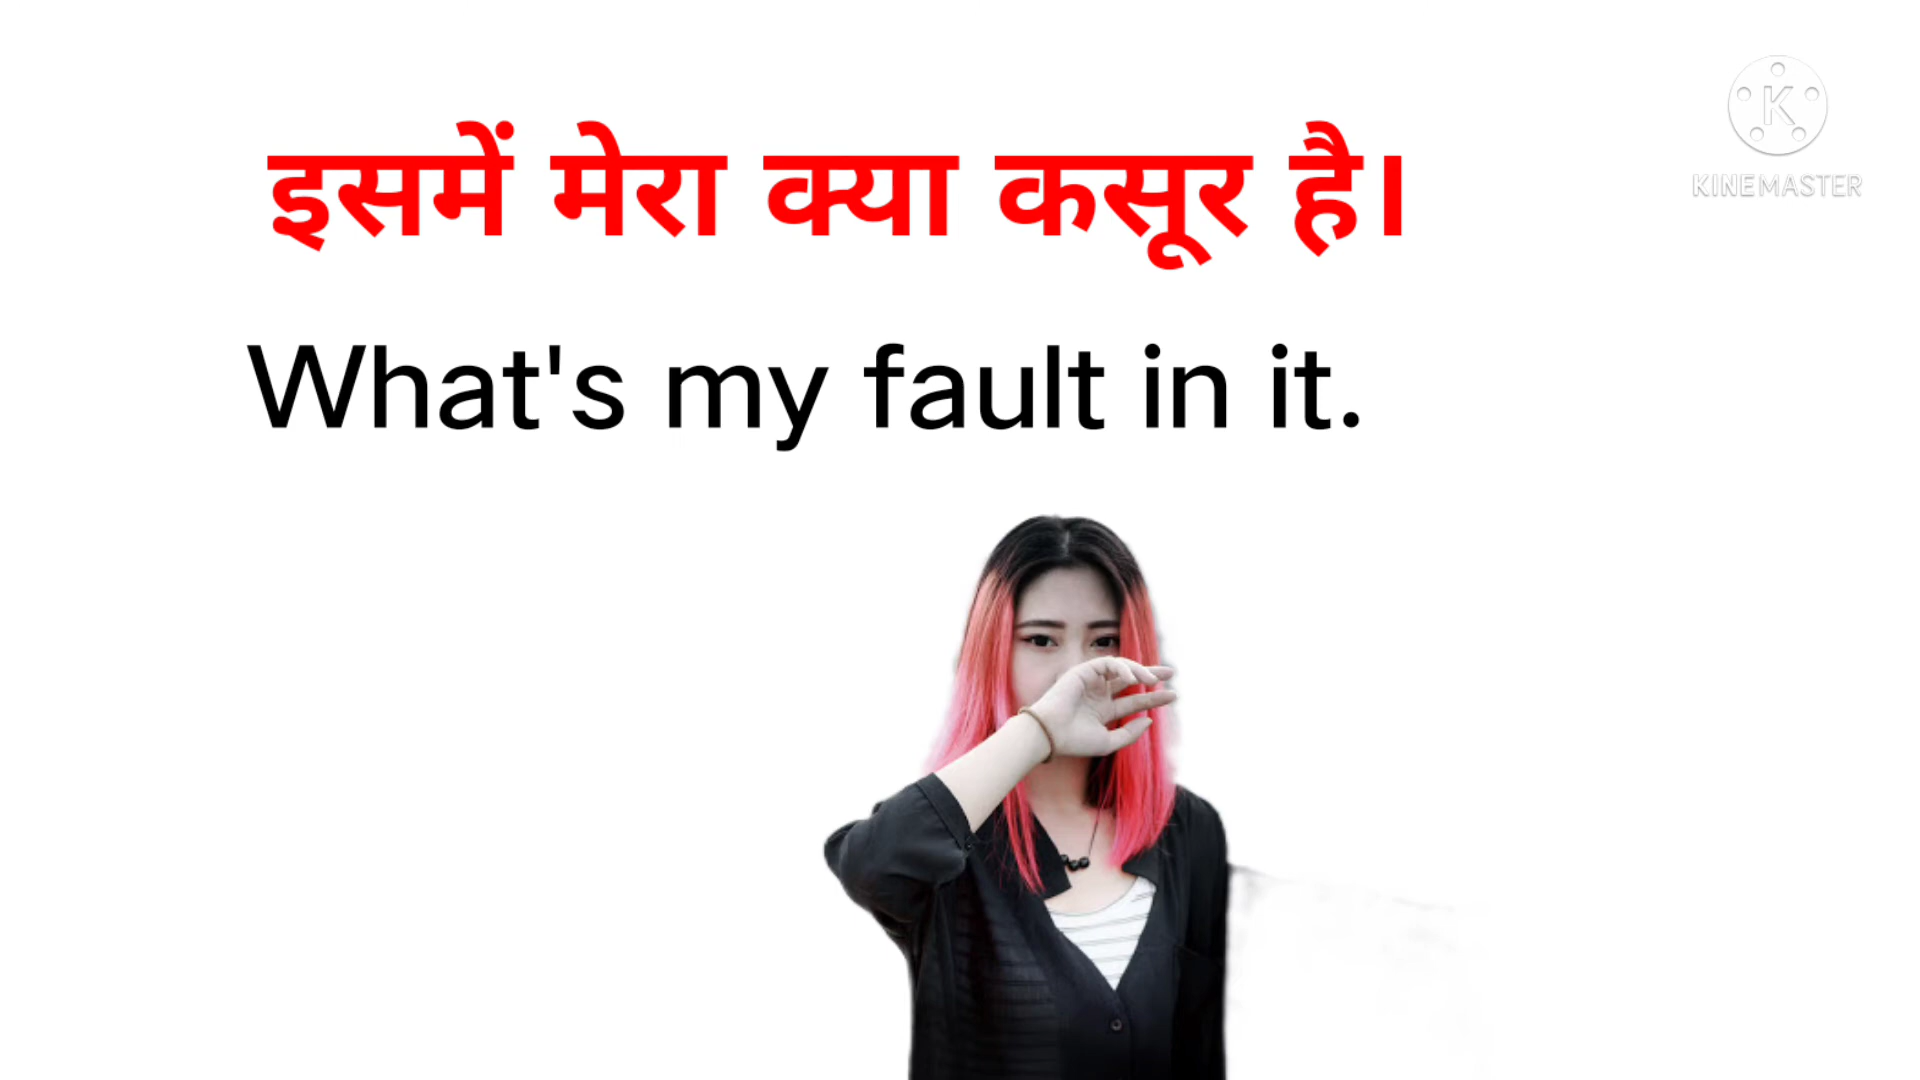 इसमें मेरा क्या कसूर है।
What's my fault in it.
K
KINEMASTER